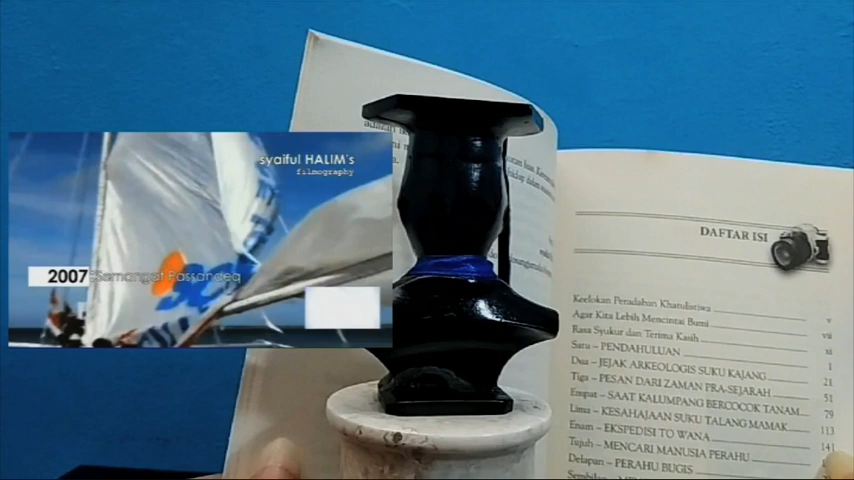 syaiful HALIM's
filmography
2007 Semangat Passandeq
DAFTAR ISI
Keelokan Peradaban Khatulistiwa v
Agar Kita Lebih Mencintai Bumi vii
Rasa Syukur dan Terima Kasih xi
Satu – PENDAHULUAN 1
Dua – JEJAK ARKEOLOGIS SUKU KAJANG 21
Tiga – PESAN DARI ZAMAN PRA-SEJARAH 51
Empat – SAAT KALUMPANG BERCOCOK TANAM 79
Lima – KESAHAJAAN SUKU TALANG MAMAK 113
Enam – EKSPEDISI TO WANA 141
Tujuh – MENCARI MANUSIA PERAHU
Delapan – PERAHU BUGIS
Sembilan –